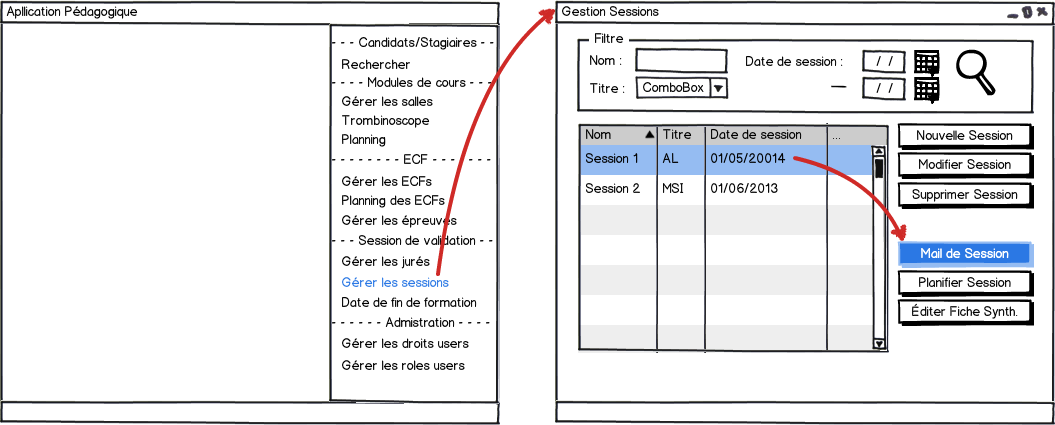 Apllication Pédagogique
- - - Candidats/Stagiaires - -
Rechercher
- - - - Modules de cours - -
Gérer les salles
Trombinoscope
Planning
- - - - - - - ECF - - - - - - -
Gérer les ECFs
Planning des ECFs
Gérer les épreuves
- - - Session de validation - -
Gérer les jurés
Gérer les sessions
Date de fin de formation
- - - - - - Admistration - - - -
Gérer les droits users
Gérer les roles users
Gestion Sessions
Filtre
Nom :
Date de session :
/ /
Titre :
ComboBox
—
/ /
Nom
Titre
Date de session
...
Session 1
AL
01/05/20014
Session 2
MSI
01/06/2013
Nouvelle Session
Modifier Session
Supprimer Session
Mail de Session
Planifier Session
Éditer Fiche Synth.